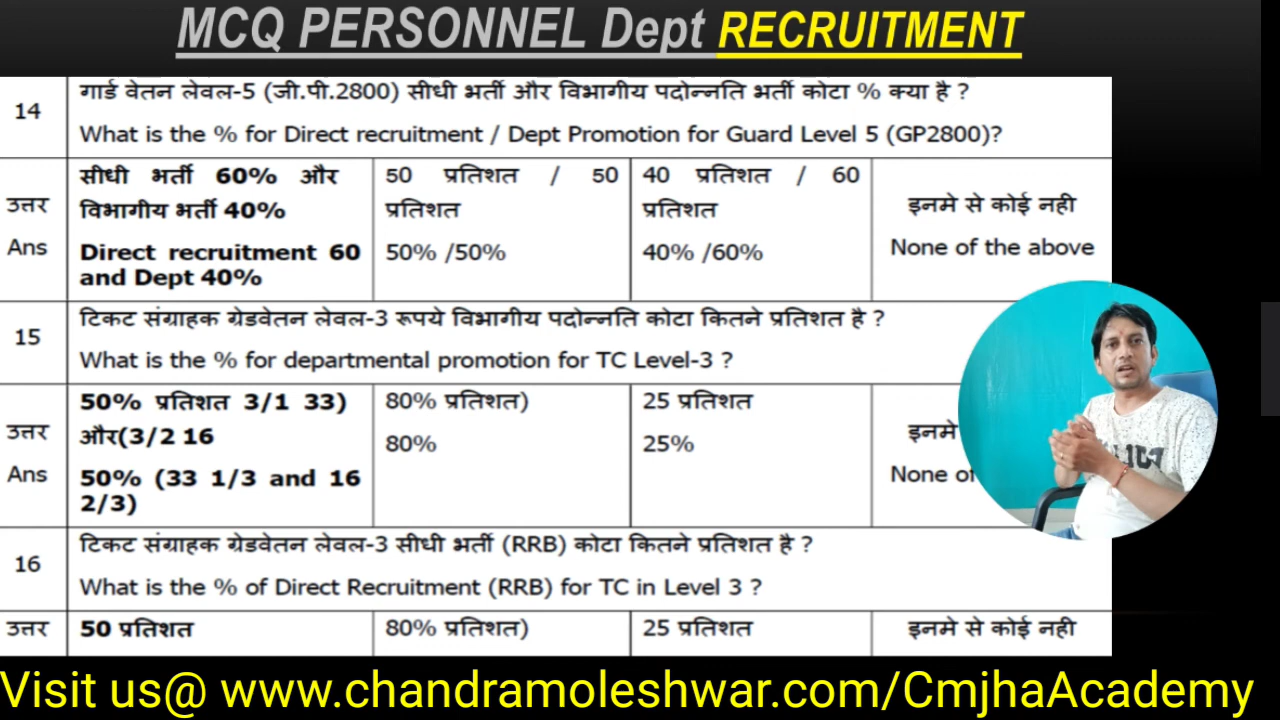 MCQ PERSONNEL Dept RECRUITMENT
14
गार्ड वेतन लेवल-5 (जी.पी.2800) सीधी भर्ती और विभागीय पदोन्नति भर्ती कोटा % क्या है ?
What is the % for Direct recruitment / Dept Promotion for Guard Level 5 (GP2800)?
उत्तर
Ans
सीधी भर्ती 60% और
विभागीय भर्ती 40%
Direct recruitment 60
and Dept 40%
50 प्रतिशत / 50
प्रतिशत
50% /50%
40 प्रतिशत / 60
प्रतिशत
40% /60%
इनमे से कोई नही
None of the above
15
टिकट संग्राहक ग्रेडवेतन लेवल-3 रूपये विभागीय पदोन्नति कोटा कितने प्रतिशत है ?
What is the % for departmental promotion for TC Level-3 ?
उत्तर
Ans
50% प्रतिशत 3/1 33)
और(3/2 16
50% (33 1/3 and 16
2/3)
80% प्रतिशत)
80%
25 प्रतिशत
25%
इनमे
None of
16
टिकट संग्राहक ग्रेडवेतन लेवल-3 सीधी भर्ती (RRB) कोटा कितने प्रतिशत है ?
What is the % of Direct Recruitment (RRB) for TC in Level 3 ?
उत्तर
50 प्रतिशत
80% प्रतिशत)
25 प्रतिशत
इनमे से कोई नही
Visit us@ www.chandramoleshwar.com/CmjhaAcademy